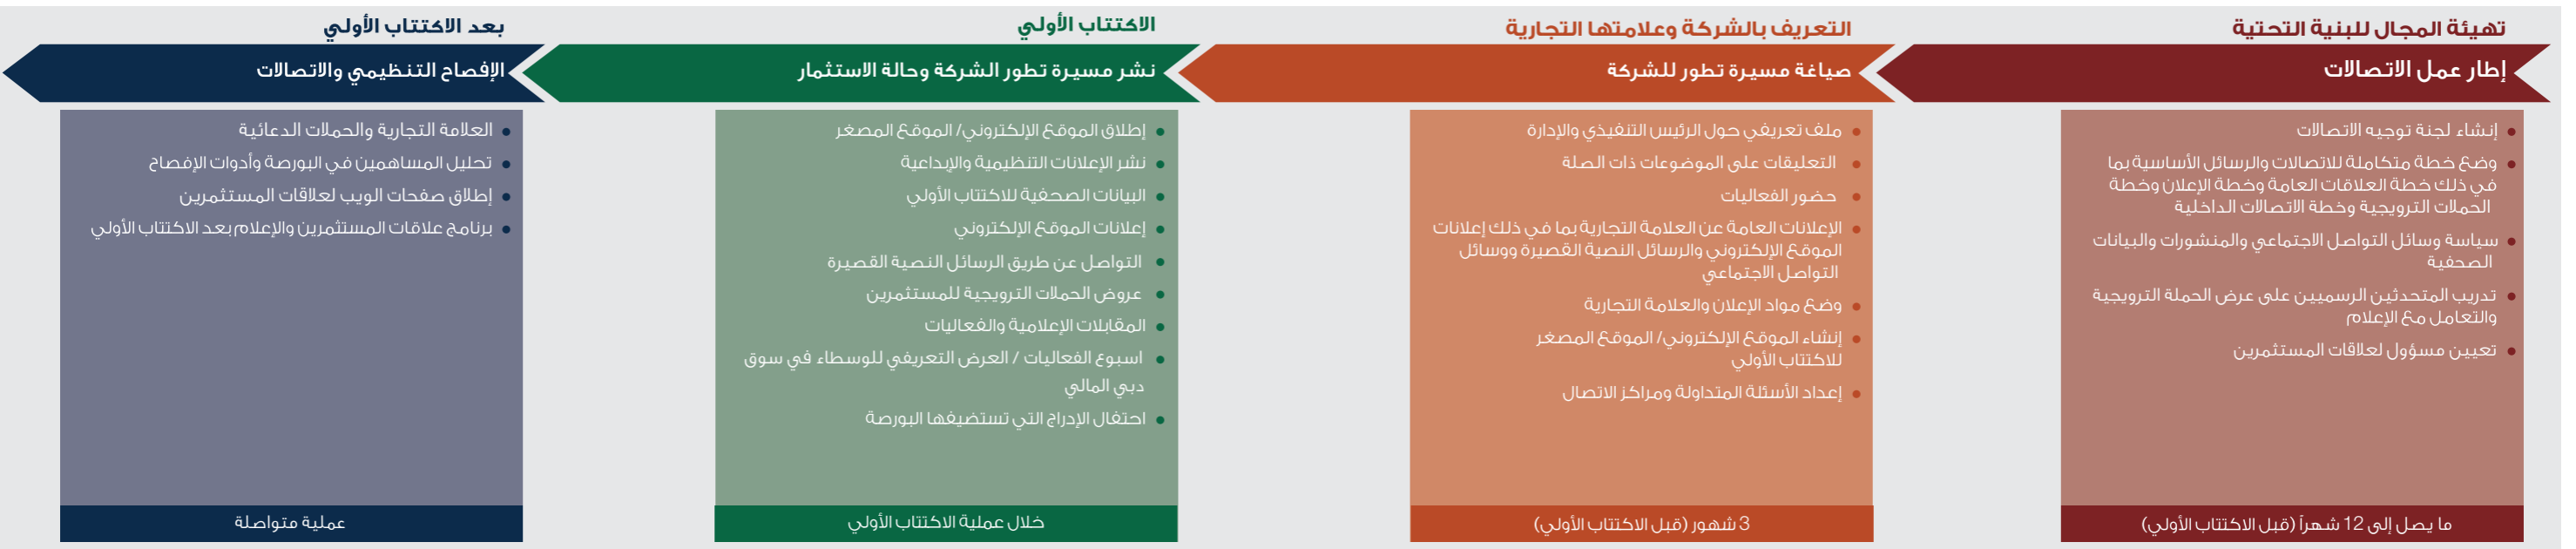 تهيئة المجال للبنية التحتية
إطار عمل الاتصالات
إنشاء لجنة توجيه الاتصالات
وضع خطة متكاملة للاتصالات والرسائل الأساسية بما
في ذلك خطة العلاقات العامة وخطة الإعلان وخطة
الحملات الترويجية وخطة الاتصالات الداخلية
سياسة وسائل التواصل الاجتماعي والمنشورات والبيانات
الصحفية
تدريب المتحدثين الرسميين على عرض الحملة الترويجية
والتعامل مع الإعلام
تعيين مسؤول لعلاقات المستثمرين
ما يصل إلى 12 شهراً (قبل الاكتتاب الأولي)
التعريف بالشركة وعلامتها التجارية
صياغة مسيرة تطور للشركة
ملف تعريفي حول الرئيس التنفيذي والإدارة
التعليقات على الموضوعات ذات الصلة
حضور الفعاليات
الإعلانات العامة عن العلامة التجارية بما في ذلك إعلانات
الموقع الإلكتروني والرسائل النصية القصيرة ووسائل
التواصل الاجتماعي
وضع مواد الإعلان والعلامة التجارية
إنشاء الموقع الإلكتروني/ الموقع المصغر
للاكتتاب الأولي
إعداد الأسئلة المتداولة ومراكز الاتصال
3 شهور (قبل الاكتتاب الأولي)
الاكتتاب الأولي
نشر مسيرة تطور الشركة وحالة الاستثمار
إطلاق الموقع الإلكتروني/ الموقع المصغر
نشر الإعلانات التنظيمية والإبداعية
البيانات الصحفية للاكتتاب الأولي
إعلانات الموقع الإلكتروني
التواصل عن طريق الرسائل النصية القصيرة
عروض الحملات الترويجية للمستثمرين
المقابلات الإعلامية والفعاليات
اسبوع الفعاليات / العرض التعريفي للوسطاء في سوق
دبي المالي
احتفال الإدراج التي تستضيفها البورصة
خلال عملية الاكتتاب الأولي
بعد الاكتتاب الأولي
الإفصاح التنظيمي والاتصالات
العلامة التجارية والحملات الدعائية
تحليل المساهمين في البورصة وأدوات الإفصاح
إطلاق صفحات الويب لعلاقات المستثمرين
برنامج علاقات المستثمرين والإعلام بعد الاكتتاب الأولي
عملية متواصلة